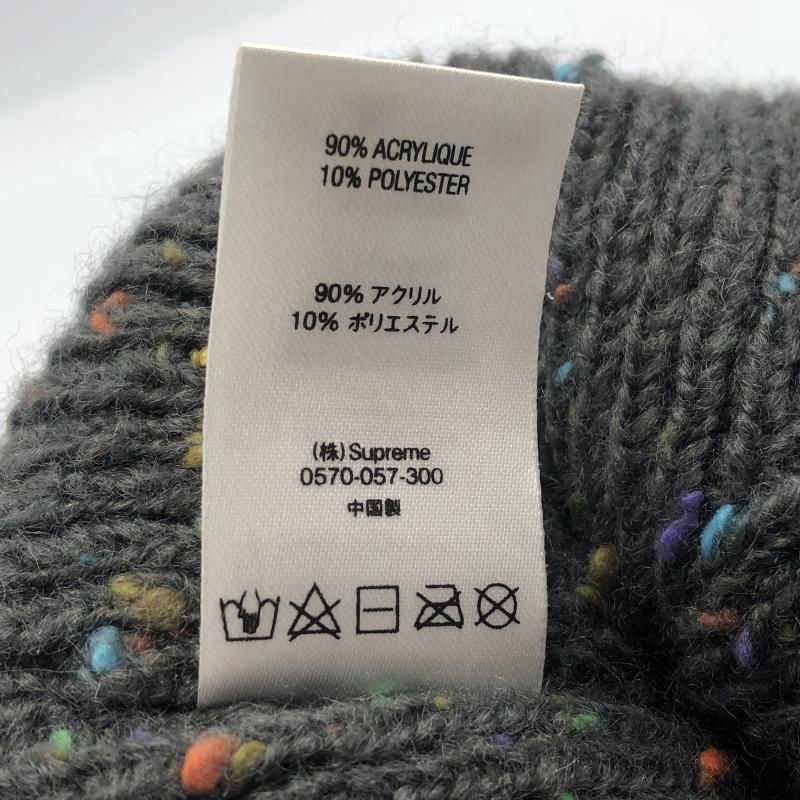 90% ACRYLIQUE
10% POLYESTER
90% アクリル
10% ポリエステル
(株)Supreme
0570-057-300
中国製